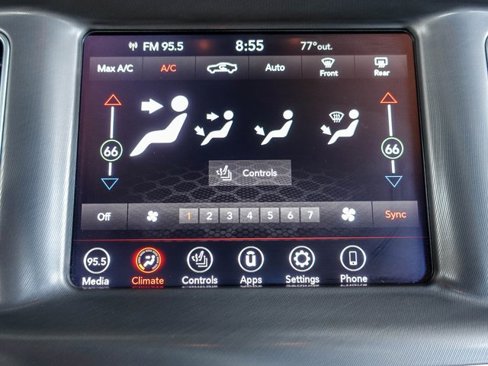 FM 95.5 8:55 77° out.
Max A/C A/C Auto Front Rear
66 66
Controls
Off 1 2 3 4 5 6 7 Sync
95.5
Media Climate Controls Apps Settings Phone